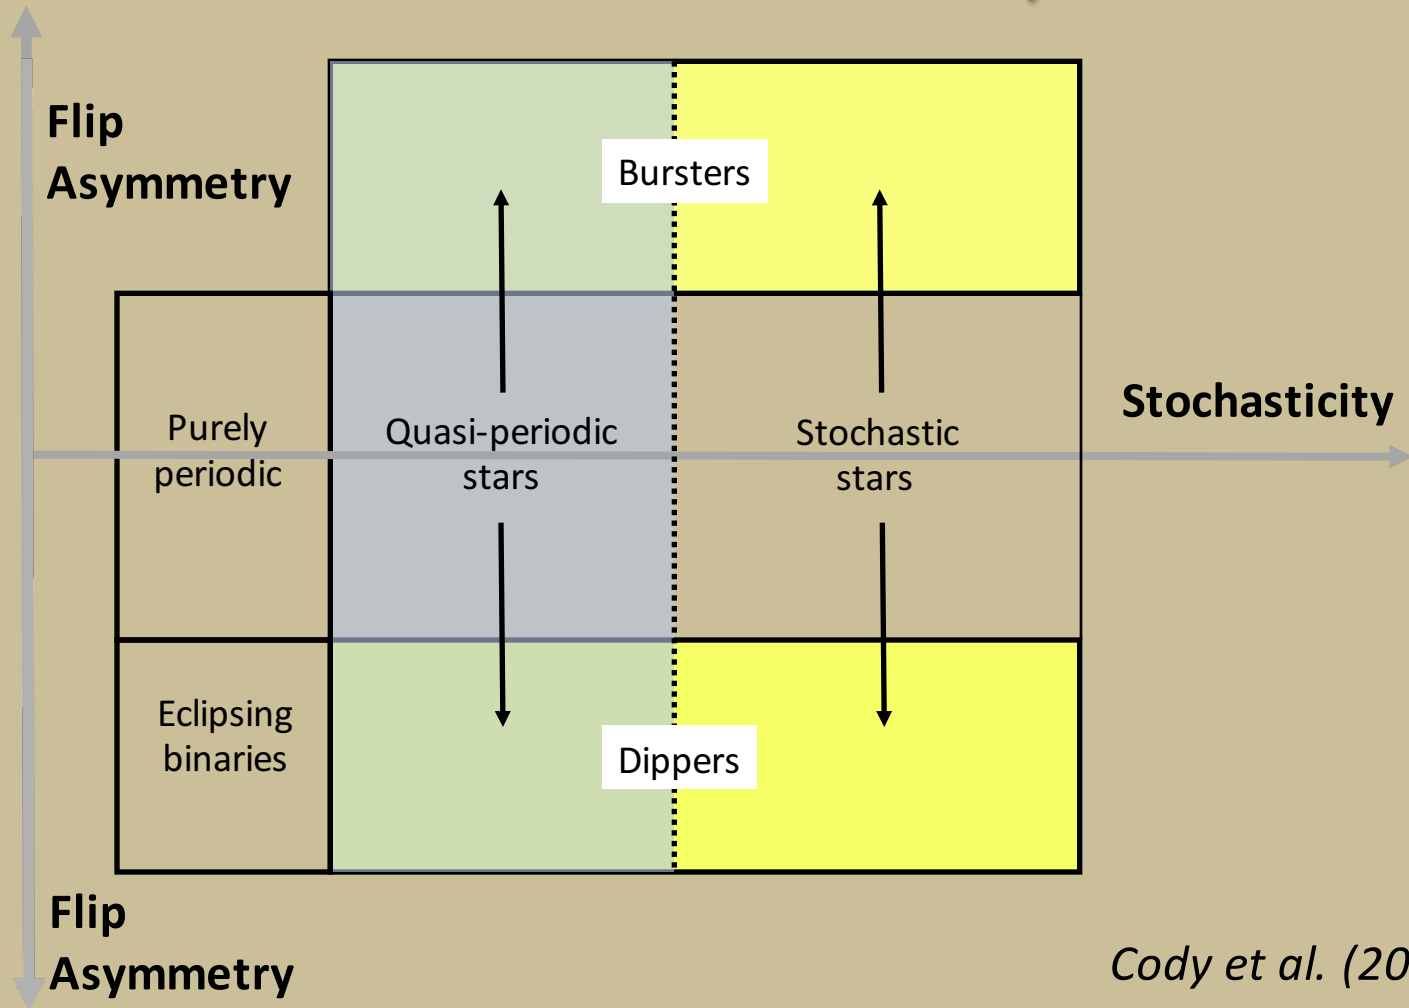 Flip
Asymmetry
Bursters
Stochasticity
Purely
periodic
Quasi-periodic
stars
Stochastic
stars
Eclipsing
binaries
Dippers
Flip
Asymmetry
Cody et al. (20